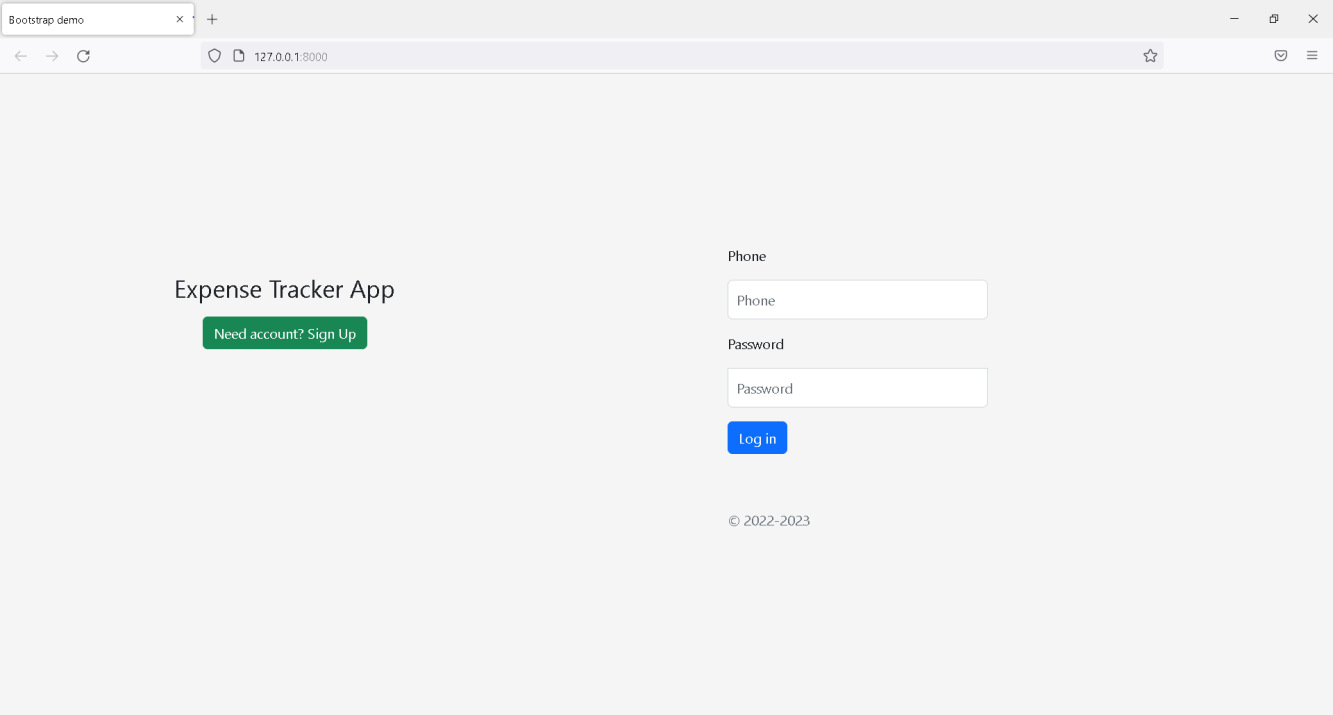 Bootstrap demo
127.0.0.1:8000
Expense Tracker App
Need account? Sign Up
Phone
Phone
Password
Password
Log in
© 2022-2023